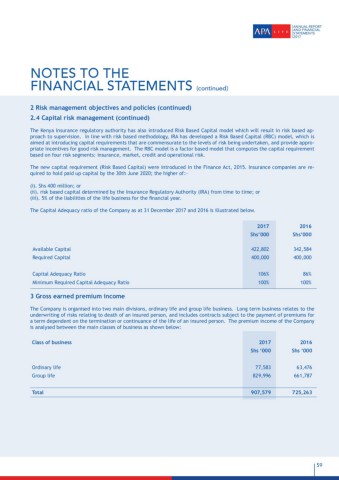 APA LIFE
ANNUAL REPORT
AND FINANCIAL
STATEMENTS
2017
NOTES TO THE
FINANCIAL STATEMENTS (continued)
2 Risk management objectives and policies (continued)
2.4 Capital risk management (continued)
The Kenya insurance regulatory authority has also introduced Risk Based Capital model which will result in risk based ap-
proach to supervision. In line with risk based methodology, IRA has developed a Risk Based Capital (RBC) model, which is
aimed at introducing capital requirements that are commensurate to the levels of risk being undertaken, and provide appro-
priate incentives for good risk management. The RBC model is a factor based model that computes the capital requirement
based on four risk segments: insurance, market, credit and operational risk.
The new capital requirement (Risk Based Capital) were introduced in the Finance Act, 2015. Insurance companies are re-
quired to hold paid up capital by the 30th June 2020; the higher of:-
(i). Shs 400 million; or
(ii). risk based capital determined by the Insurance Regulatory Authority (IRA) from time to time; or
(iii). 5% of the liabilities of the life business for the financial year.
The Capital Adequacy ratio of the Company as at 31 December 2017 and 2016 is illustrated below.
2017 2016
Shs'000 Shs'000
Available Capital 422,802 342,584
Required Capital 400,000 400,000
Capital Adequacy Ratio 106% 86%
Minimum Required Capital Adequacy Ratio 100% 100%
3 Gross earned premium income
The Company is organised into two main divisions, ordinary life and group life business. Long term business relates to the
underwriting of risks relating to death of an insured person, and includes contracts subject to the payment of premiums for
a term dependent on the termination or continuance of the life of an insured person. The premium income of the Company
is analysed between the main classes of business as shown below:
Class of business 2017 2016
Shs '000 Shs '000
Ordinary life 77,583 63,476
Group life 829,996 661,787
Total 907,579 725,263
59